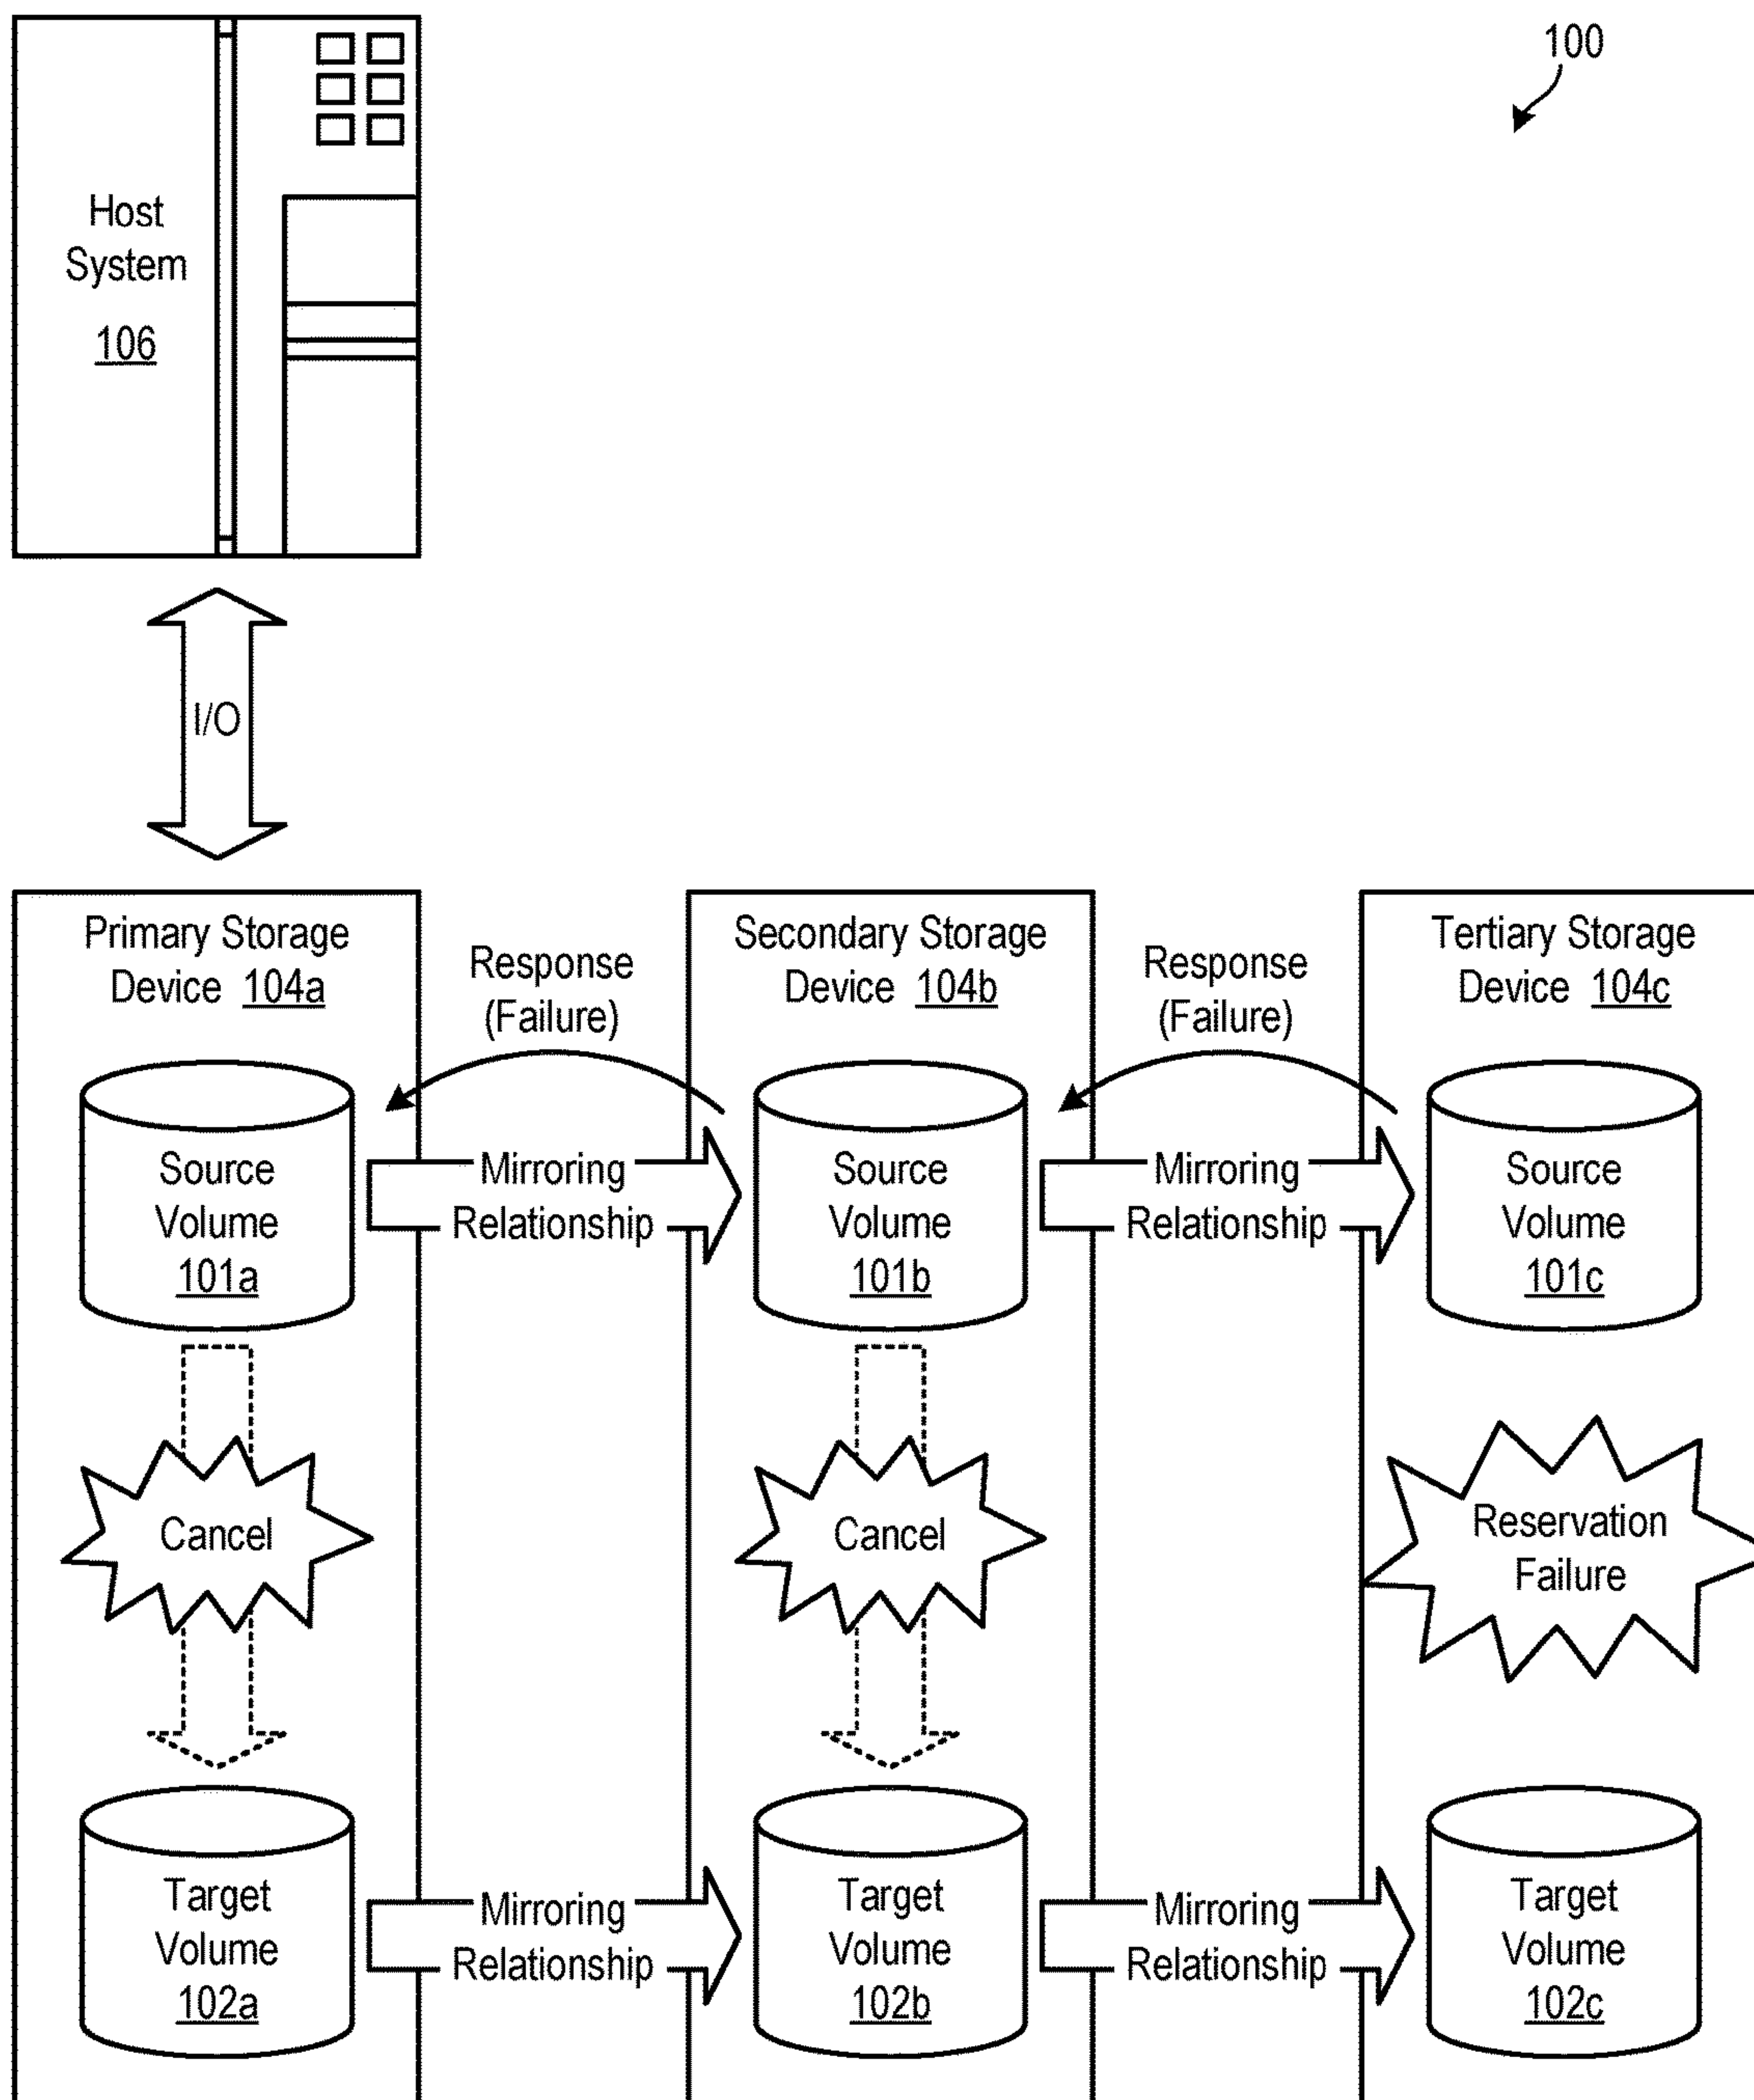 100
Host
System
106
I/O
Primary Storage
Device 104a
Response
(Failure)
Secondary Storage
Device 104b
Response
(Failure)
Tertiary Storage
Device 104c
Source
Volume
101a
Mirroring
Relationship
Source
Volume
101b
Mirroring
Relationship
Source
Volume
101c
Cancel
Cancel
Reservation
Failure
Target
Volume
102a
Mirroring
Relationship
Target
Volume
102b
Mirroring
Relationship
Target
Volume
102c